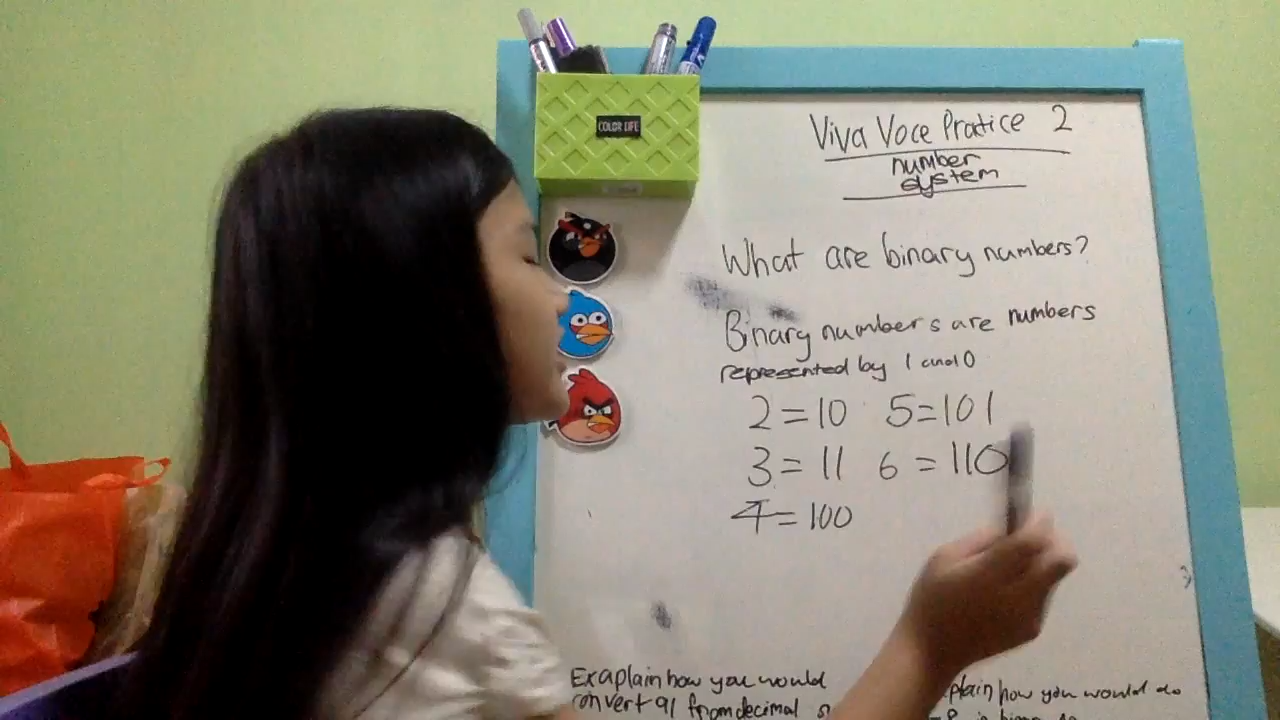 COLOR LIFE
Viva Voce Practice 2
number
system
What are binary numbers?
Binary numbers are numbers
represented by 1 and 0
2=10 5=101
3=11 6=110
4=100
Exaplain how you would
convert 91 from decimal
plain how you would do